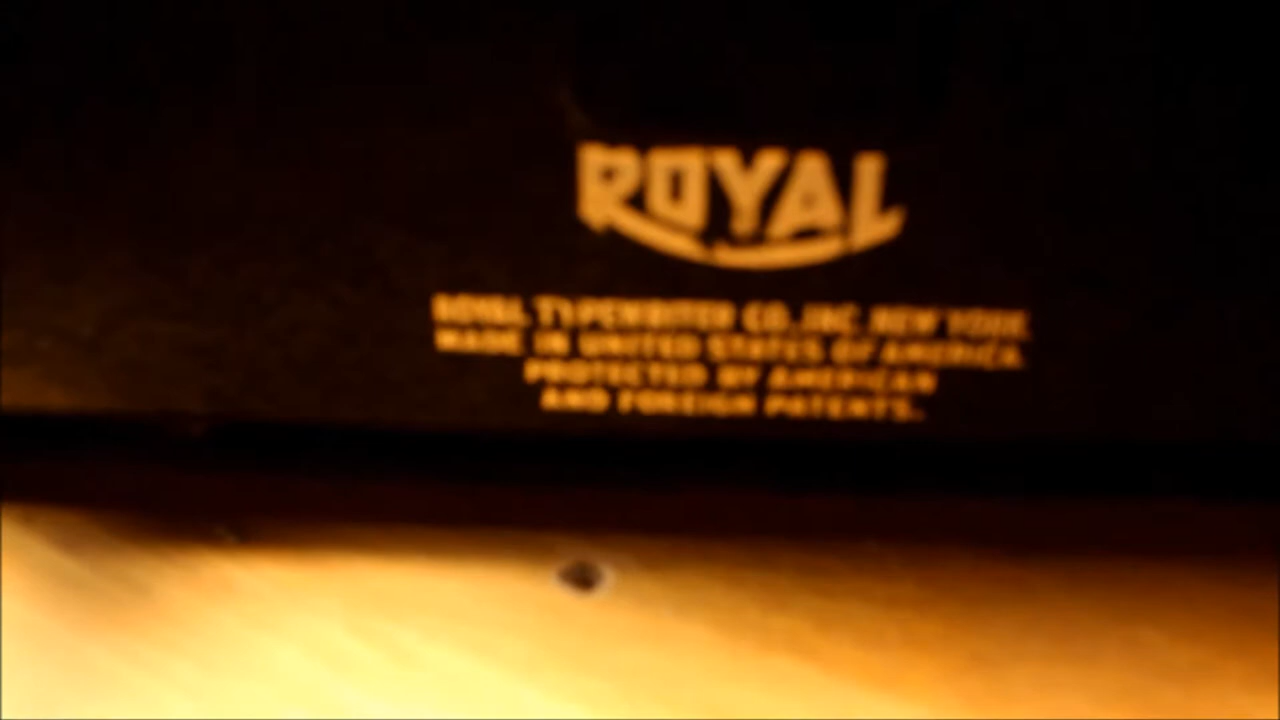 ROYAL
ROYAL TYPEWRITER CO. INC. NEW YORK.
MADE IN UNITED STATES OF AMERICA.
PROTECTED BY AMERICAN
AND FOREIGN PATENTS.